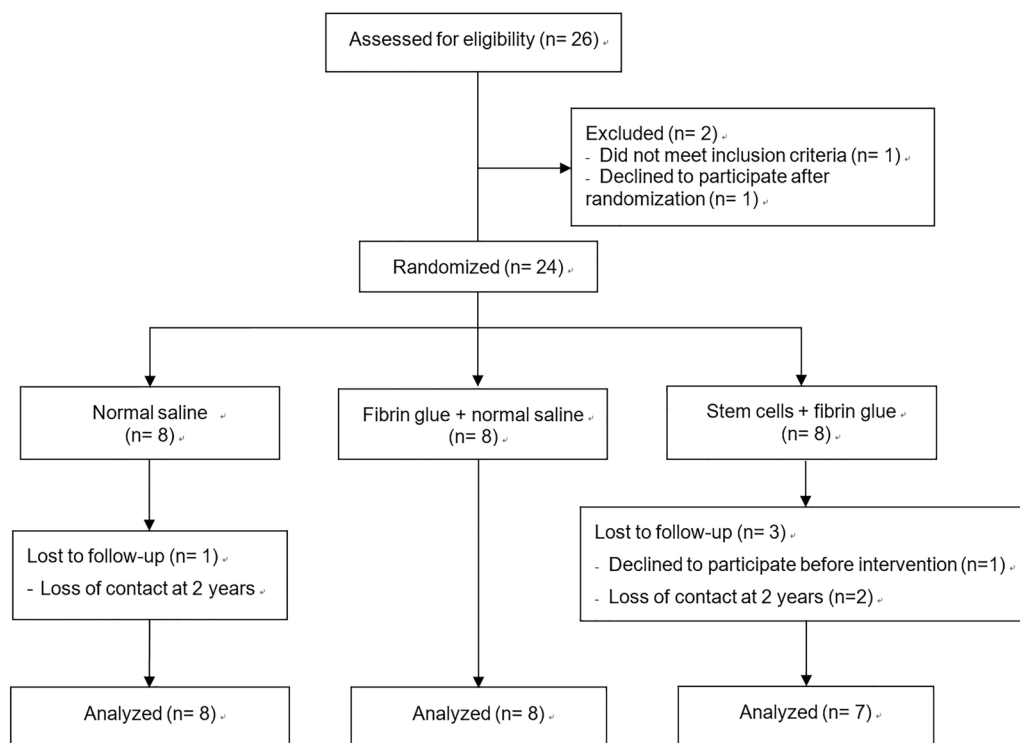 Assessed for eligibility (n= 26)
Excluded (n= 2)
- Did not meet inclusion criteria (n= 1)
- Declined to participate after
randomization (n= 1)
Randomized (n= 24)
Normal saline
(n= 8)
Fibrin glue + normal saline
(n= 8)
Stem cells + fibrin glue
(n= 8)
Lost to follow-up (n= 1)
- Loss of contact at 2 years
Lost to follow-up (n= 3)
- Declined to participate before intervention (n=1)
- Loss of contact at 2 years (n=2)
Analyzed (n= 8)
Analyzed (n= 8)
Analyzed (n= 7)